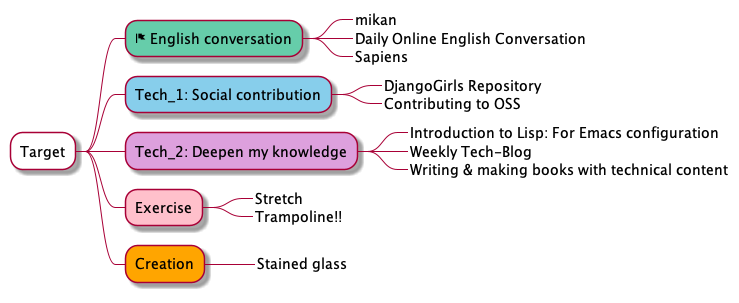 English conversation
mikan
Daily Online English Conversation
Sapiens
Tech_1: Social contribution
DjangoGirls Repository
Contributing to OSS
Target
Tech_2: Deepen my knowledge
Introduction to Lisp: For Emacs configuration
Weekly Tech-Blog
Writing & making books with technical content
Exercise
Stretch
Trampoline!!
Creation
Stained glass